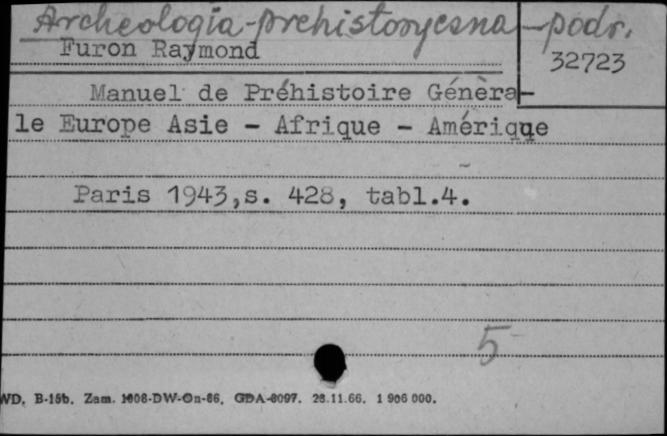 Archeologia-prehistoryczna-podr.
Furon Raymond
32723
Manuel de Préhistoire Génèra-
le Europe Asie - Afrique - Amérique
Paris 1943,s. 428, tabl.4.
5
WD. B-15b. Zam. 1608-DW-On-66. GDA-8097. 28.11.66. 1 906 000.